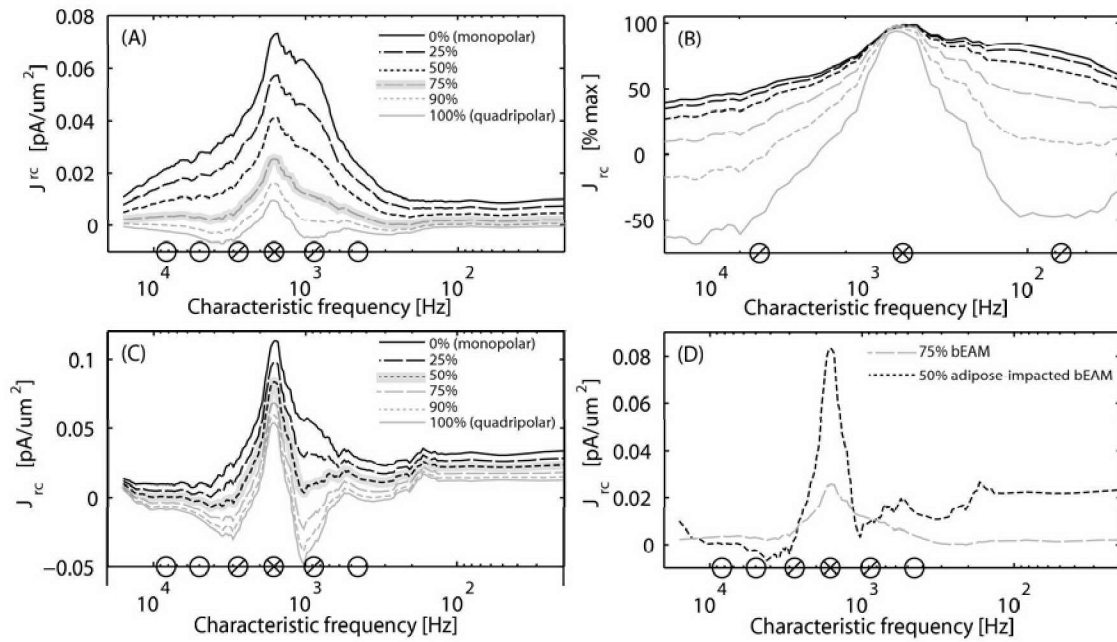 0.08
0.06
0.04
0.02
0
J rc [pA/um 2 ]
(A)
0% (monopolar)
25%
50%
75%
90%
100% (quadripolar)
10 4
10 3
10 2
Characteristic frequency [Hz]
100
50
0
-50
J rc [% max]
(B)
10 4
10 3
10 2
Characteristic frequency [Hz]
0.1
0.05
0
−0.05
J rc [pA/um 2 ]
(C)
0% (monopolar)
25%
50%
75%
90%
100% (quadripolar)
10 4
10 3
10 2
Characteristic frequency [Hz]
0.08
0.06
0.04
0.02
0
J rc [pA/um 2 ]
(D)
75% bEAM
50% adipose-impacted bEAM
10 4
10 3
10 2
Characteristic frequency [Hz]